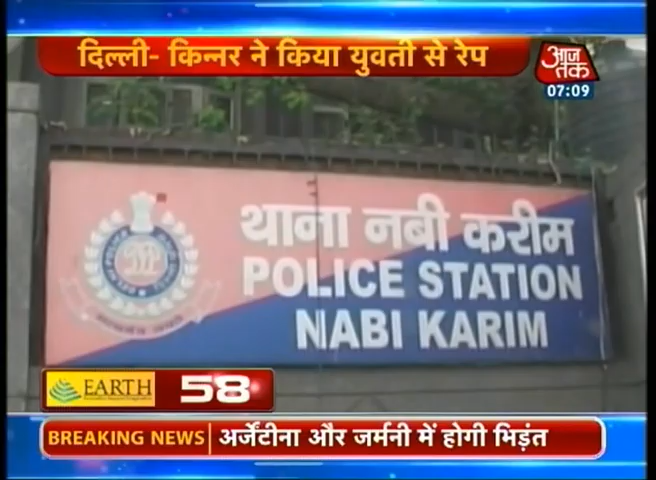 दिल्ली- किन्नर ने किया युवती से रेप
आज
तक
07:09
थाना नबी करीम
POLICE STATION
NABI KARIM
EARTH
58
BREAKING NEWS
अर्जेंटीना और जर्मनी में होगी भिड़ंत